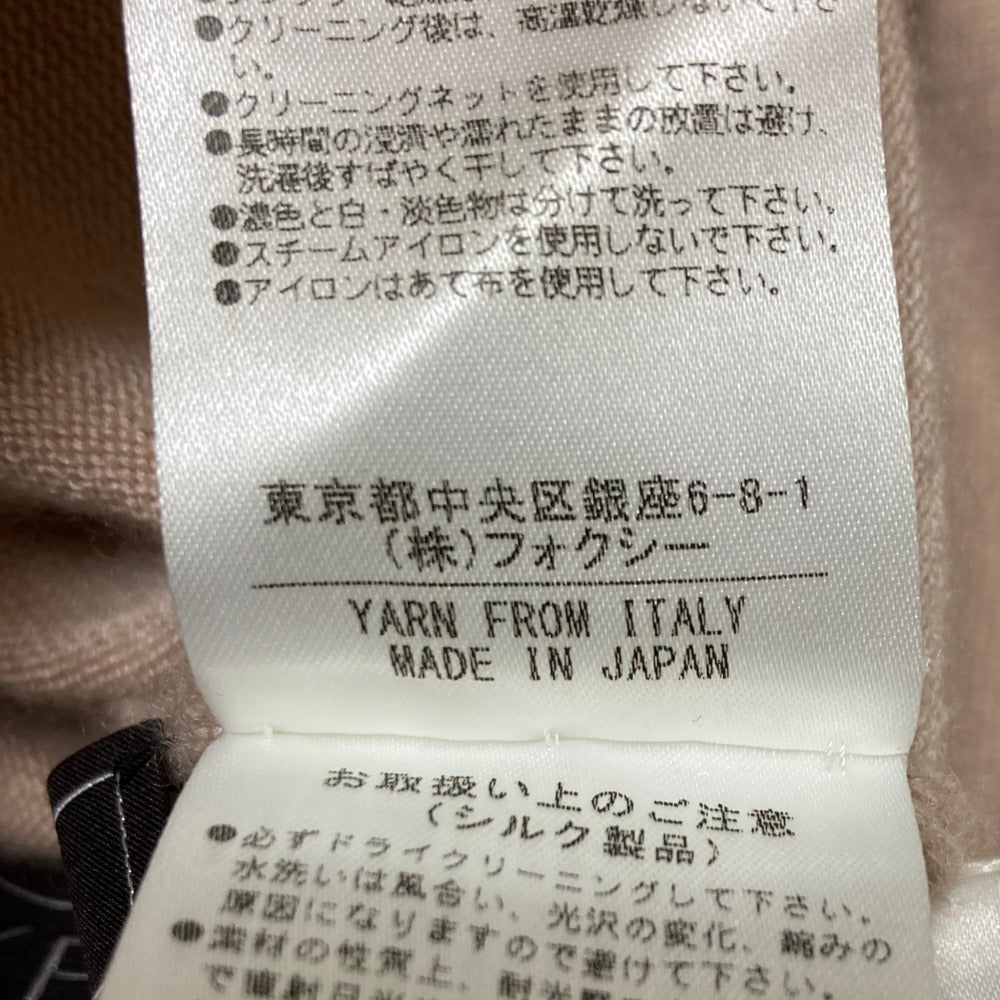 ●クリーニング後は、高温乾燥しないで下さ
い。
●クリーニングネットを使用して下さい。
●長時間の浸漬や濡れたままの放置は避け、
洗濯後すばやく干して下さい。
●濃色と白・淡色物は分けて洗って下さい。
●スチームアイロンを使用しないで下さい。
●アイロンはあて布を使用して下さい。
東京都中央区銀座6-8-1
(株)フォクシー
YARN FROM ITALY
MADE IN JAPAN
お取扱い上のご注意
(シルク製品)
●必ずドライクリーニングして下さい。
水洗いは風合い、光沢の変化、縮みの
原因になりますので避けて下さい。
●素材の性質上、耐光堅